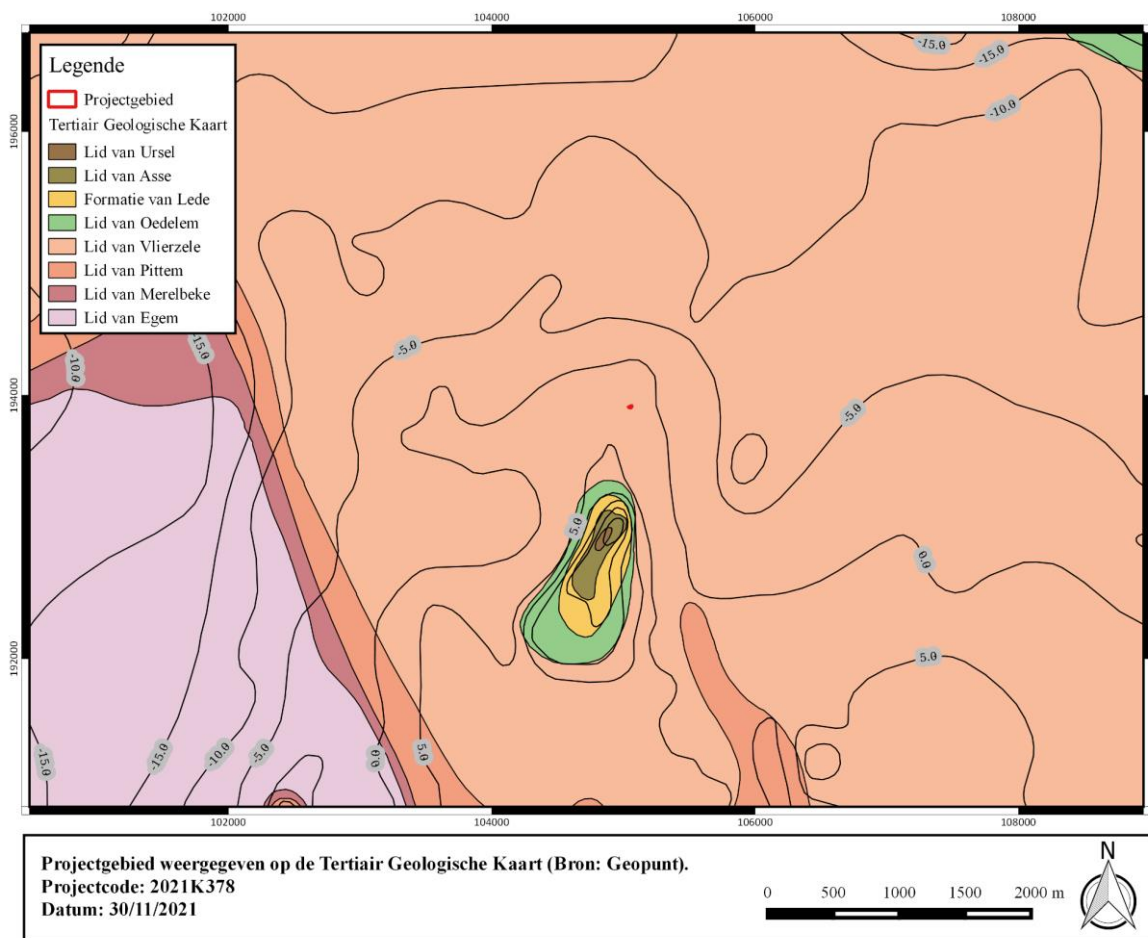 102000
104000
106000
108000
Legende
Projectgebied
Tertiair Geologische Kaart
Lid van Ursel
Lid van Asse
Formatie van Lede
Lid van Oedelem
Lid van Vlierzele
Lid van Pittem
Lid van Merelbeke
Lid van Egem
196000
194000
192000
-15.0
-15.0
-10.0
-15.0
-10.0
-5.0
-5.0
5.0
0.0
5.0
-15.0
-15.0
-10.0
-5.0
0.0
5.0
102000
104000
106000
108000
Projectgebied weergegeven op de Tertiair Geologische Kaart (Bron: Geopunt).
Projectcode: 2021K378
Datum: 30/11/2021
0 500 1000 1500 2000 m
N